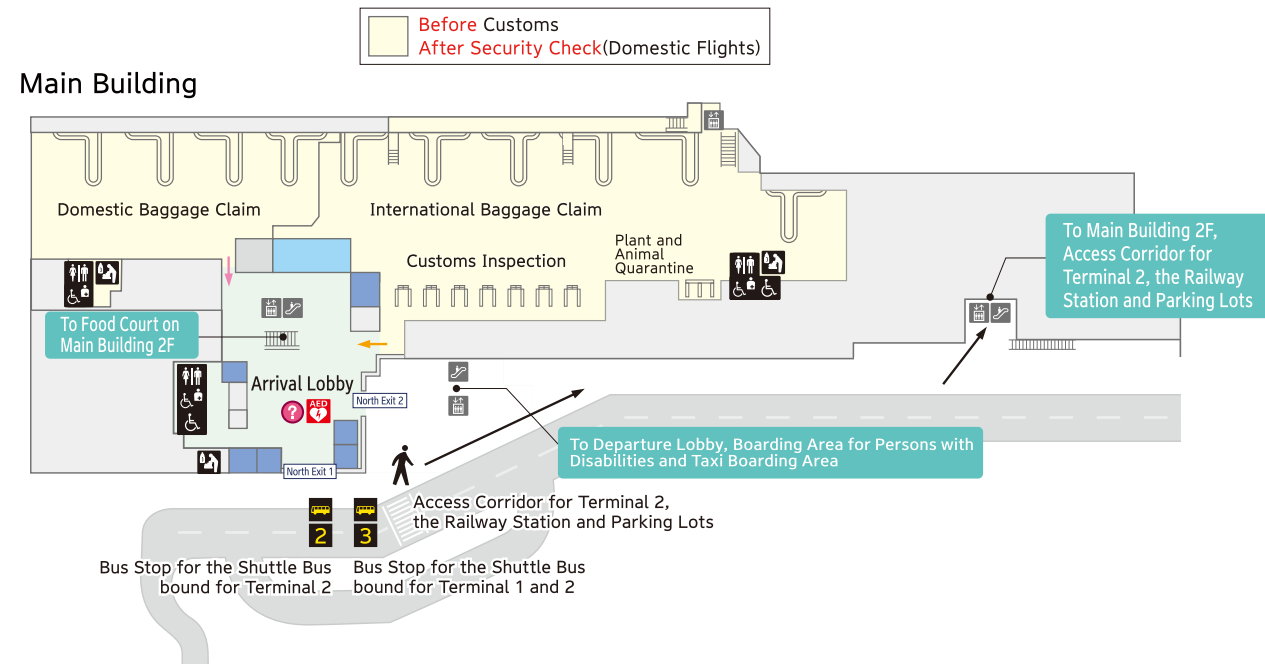 Before Customs
After Security Check(Domestic Flights)
Main Building
Domestic Baggage Claim
International Baggage Claim
Plant and
Animal
Quarantine
Customs Inspection
To Main Building 2F,
Access Corridor for
Terminal 2, the Railway
Station and Parking Lots
To Food Court on
Main Building 2F
Arrival Lobby
?
AED
North Exit 2
North Exit 1
To Departure Lobby, Boarding Area for Persons with
Disabilities and Taxi Boarding Area
Access Corridor for Terminal 2,
the Railway Station and Parking Lots
2
3
Bus Stop for the Shuttle Bus
bound for Terminal 2
Bus Stop for the Shuttle Bus
bound for Terminal 1 and 2